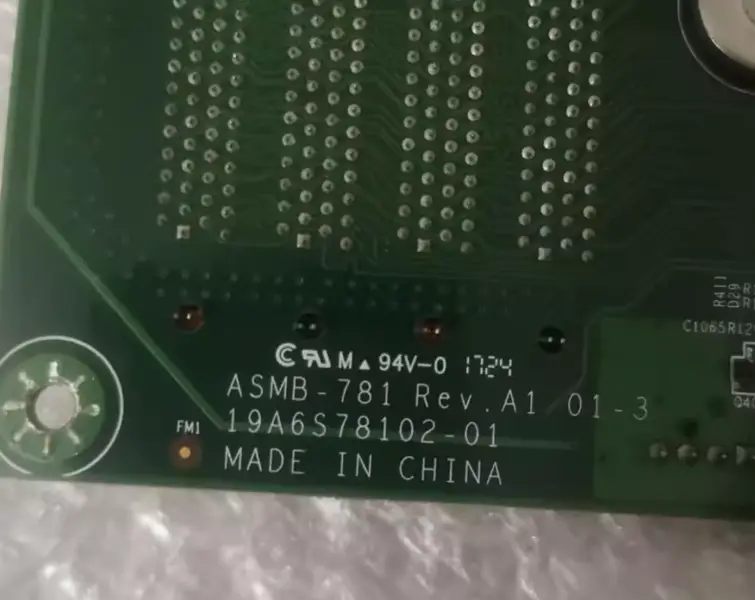 R411
D29
C1065
M▲ 94V-0 1724
ASMB-781 Rev.A1 01-3
19A6S78102-01
FM1
MADE IN CHINA